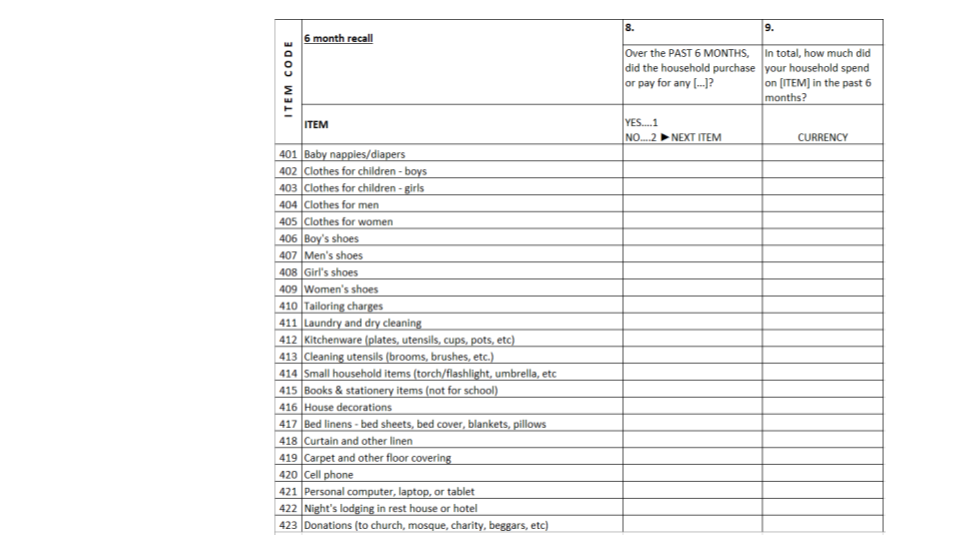 ITEM CODE
6 month recall
8.
9.
Over the PAST 6 MONTHS,
did the household purchase
or pay for any [...]?
In total, how much did
your household spend
on [ITEM] in the past 6
months?
ITEM
YES....1
NO....2 ►NEXT ITEM
CURRENCY
401 Baby nappies/diapers
402 Clothes for children - boys
403 Clothes for children - girls
404 Clothes for men
405 Clothes for women
406 Boy's shoes
407 Men's shoes
408 Girl's shoes
409 Women's shoes
410 Tailoring charges
411 Laundry and dry cleaning
412 Kitchenware (plates, utensils, cups, pots, etc)
413 Cleaning utensils (brooms, brushes, etc.)
414 Small household items (torch/flashlight, umbrella, etc
415 Books & stationery items (not for school)
416 House decorations
417 Bed linens - bed sheets, bed cover, blankets, pillows
418 Curtain and other linen
419 Carpet and other floor covering
420 Cell phone
421 Personal computer, laptop, or tablet
422 Night's lodging in rest house or hotel
423 Donations (to church, mosque, charity, beggars, etc)